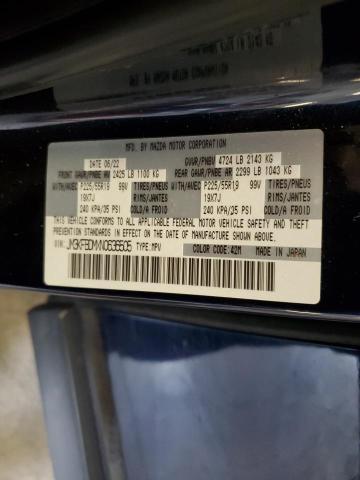 MFD. BY MAZDA MOTOR CORPORATION
DATE 06/22 GVWR/PNBV 4724 LB 2143 KG
FRONT GAWR/PNBE AV 2425 LB 1100 KG REAR GAWR/PNBE AR 2299 LB 1043 KG
WITH/AVEC P225/55R19 99V TIRES/PNEUS WITH/AVEC P225/55R19 99V TIRES/PNEUS
19X7J RIMS/JANTES 19X7J RIMS/JANTES
240 KPA/35 PSI COLD/A FROID 240 KPA/35 PSI COLD/A FROID
THIS VEHICLE CONFORMS TO ALL APPLICABLE FEDERAL MOTOR VEHICLE SAFETY AND THEFT
PREVENTION STANDARDS IN EFFECT ON THE DATE OF MANUFACTURE SHOWN ABOVE.
VIN: TYPE: MPV COLOR CODE: 42M MADE IN JAPAN